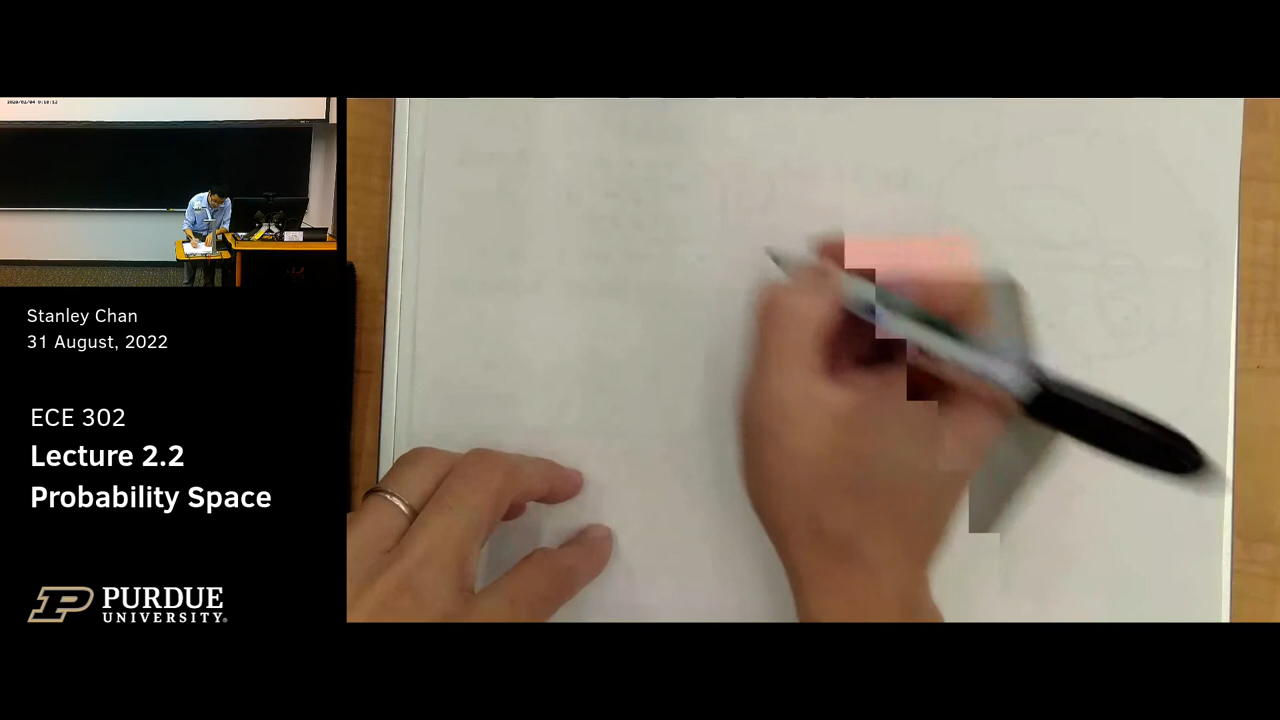 Stanley Chan
31 August, 2022
ECE 302
Lecture 2.2
Probability Space
PURDUE
UNIVERSITY®